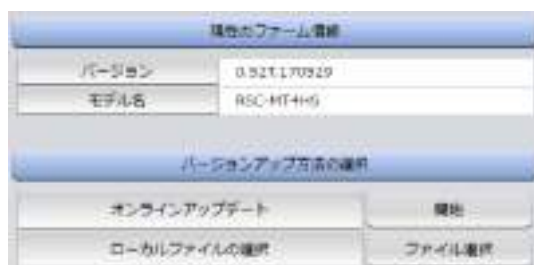 現在のファーム情報
バージョン 0.92T.170929
モデル名 RSC-MT4HS
バージョンアップ方法の選択
オンラインアップデート 開始
ローカルファイルの選択 ファイル選択